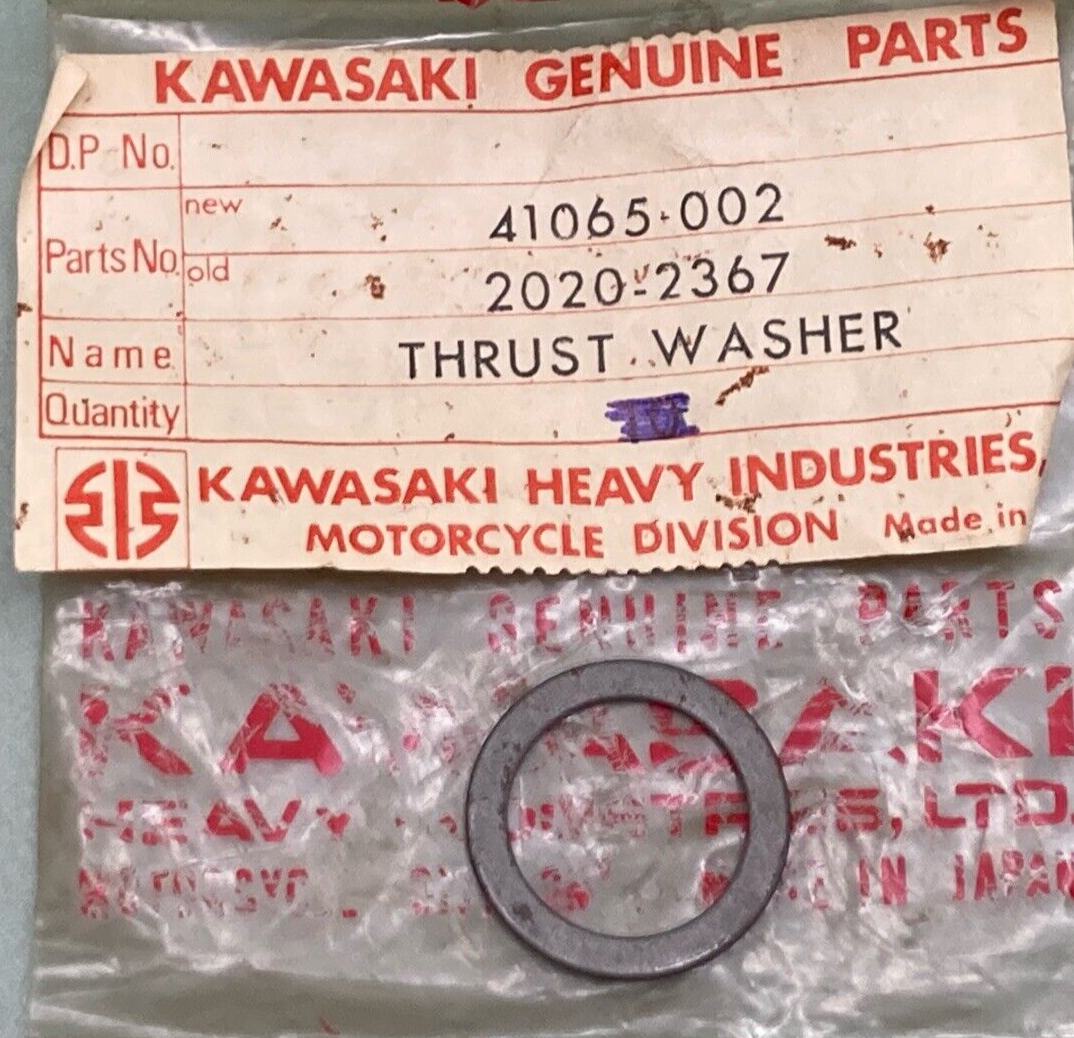 KAWASAKI GENUINE PARTS
D.P No.
Parts No.
new 41065-002
old 2020-2367
Name THRUST WASHER
Quantity
KAWASAKI HEAVY INDUSTRIES,
MOTORCYCLE DIVISION Made in
KAWASAKI GENUINE PARTS
HEAVY LTD.
IN JAPAN